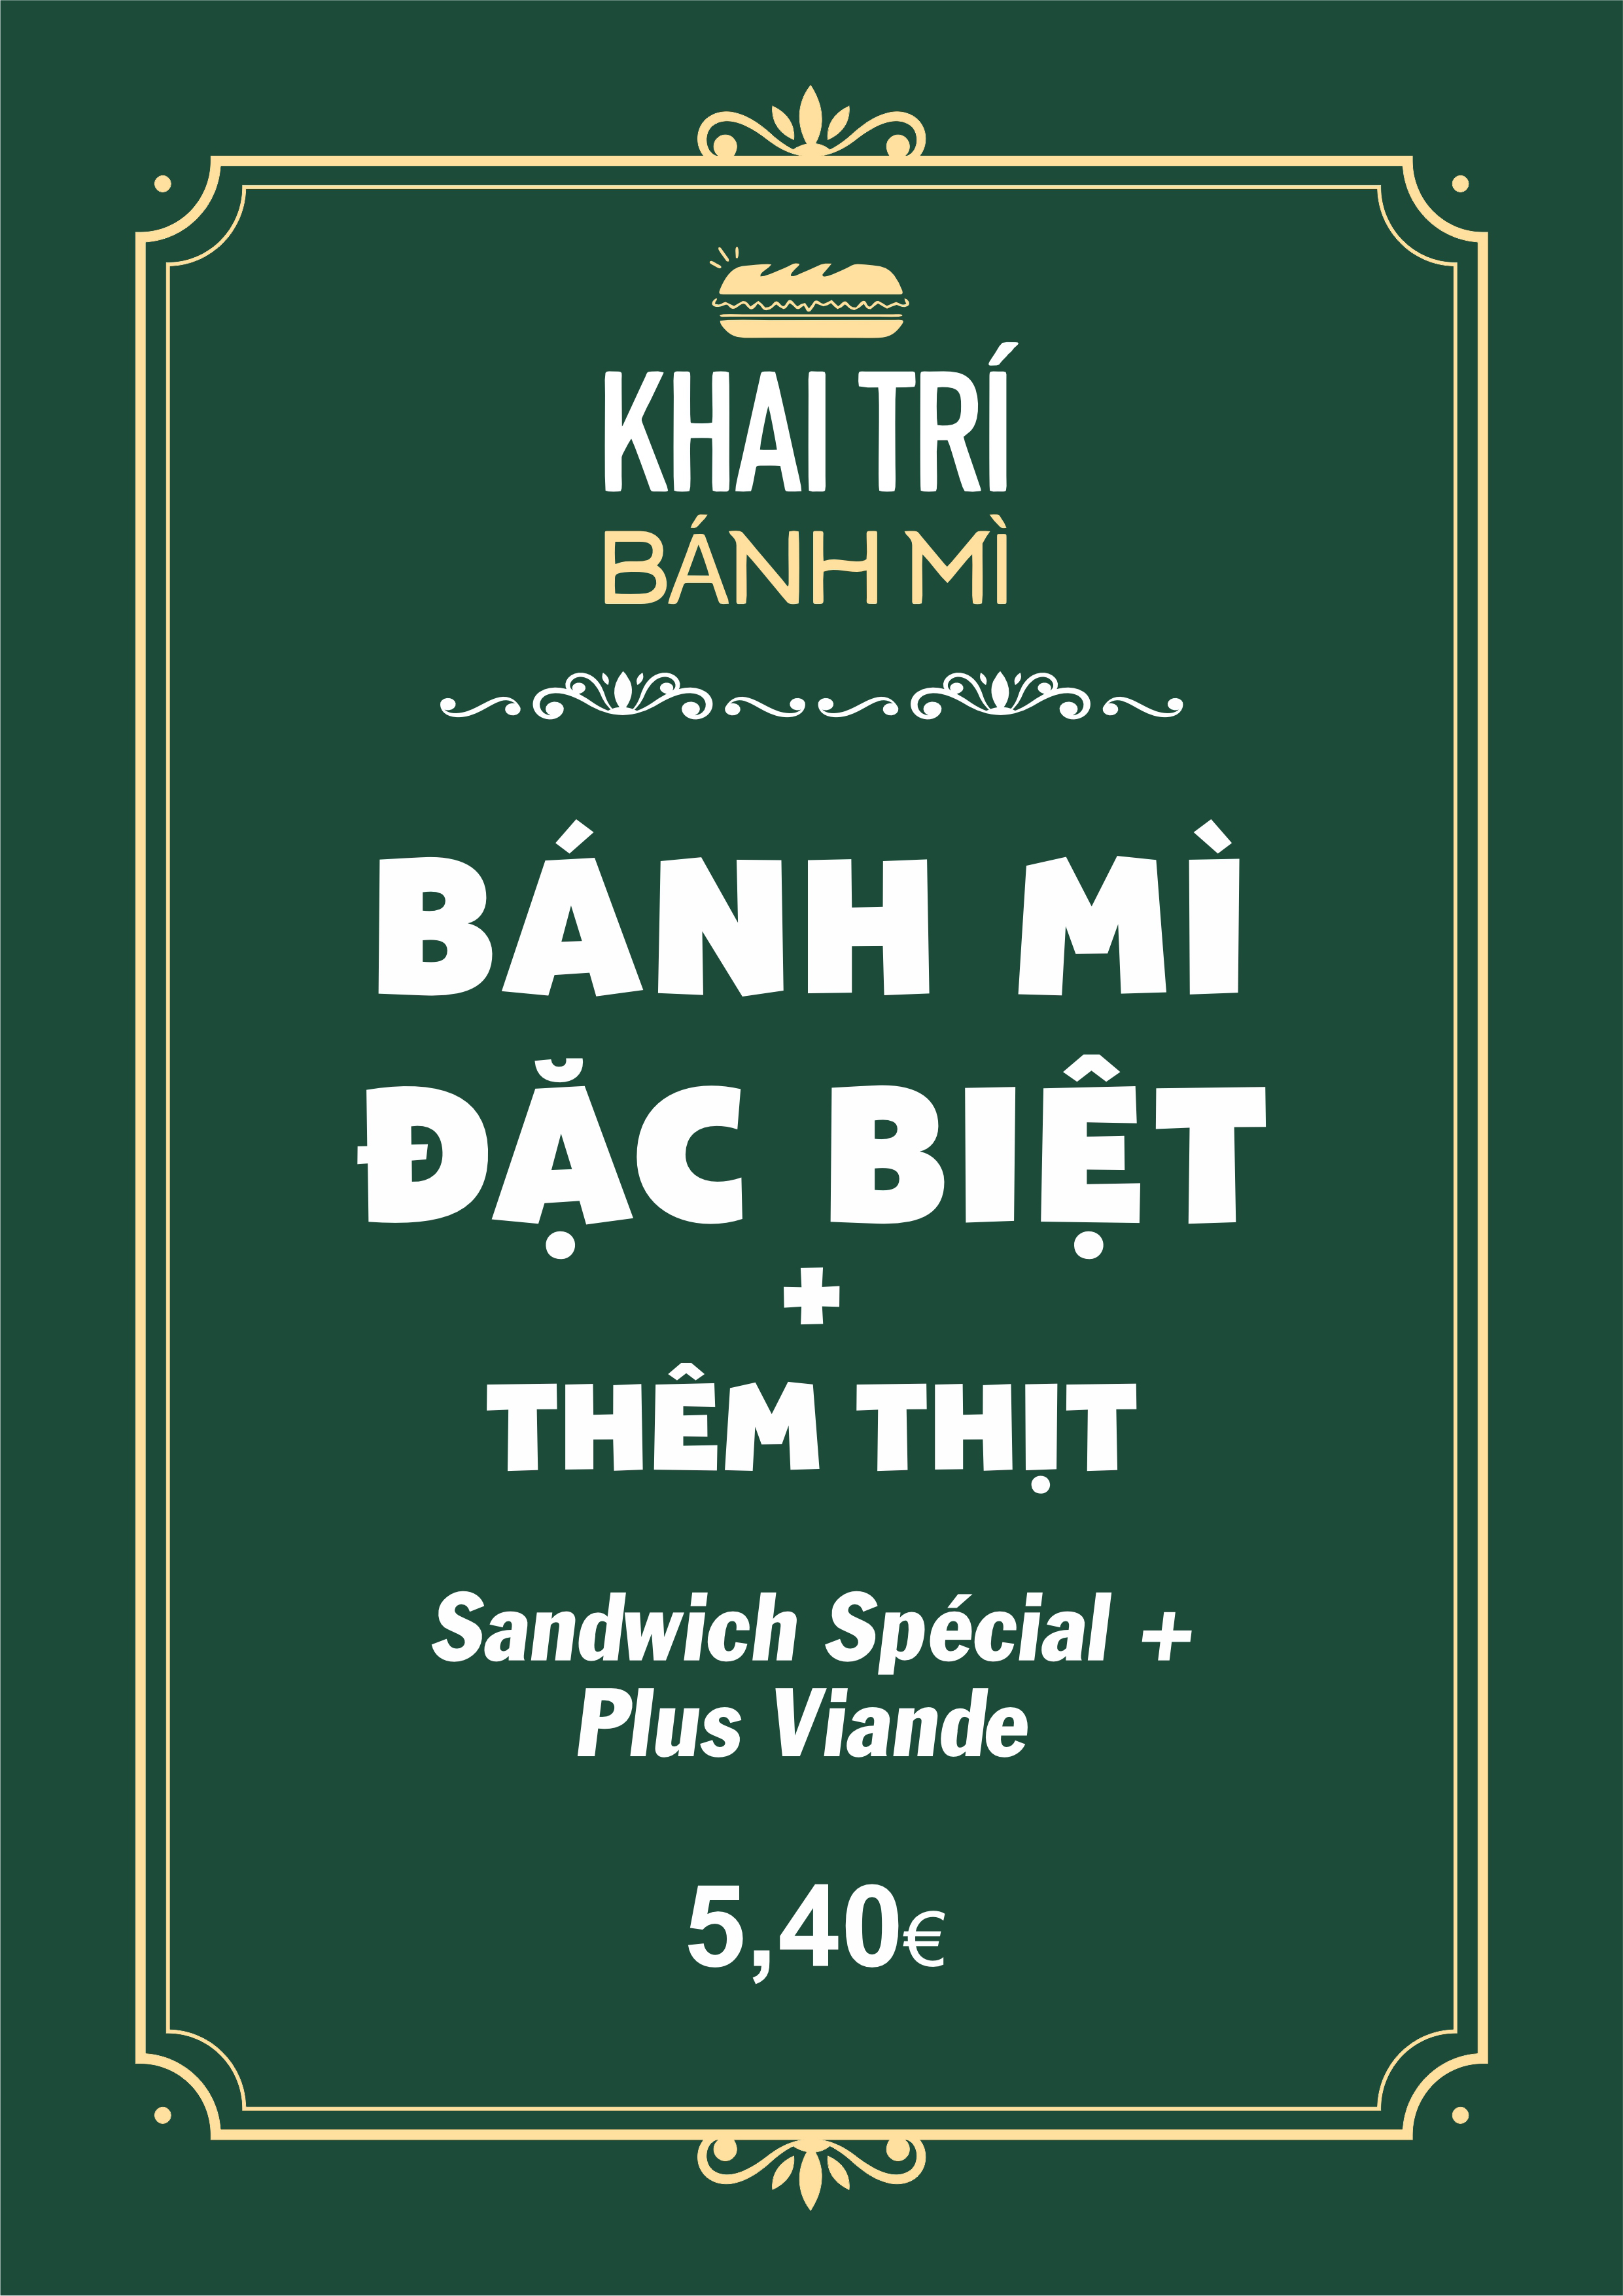 KHAI TRÍ
BÁNH MÌ
BÁNH MÌ
ĐẶC BIỆT
+
THÊM THỊT
Sandwich Spécial +
Plus Viande
5,40€